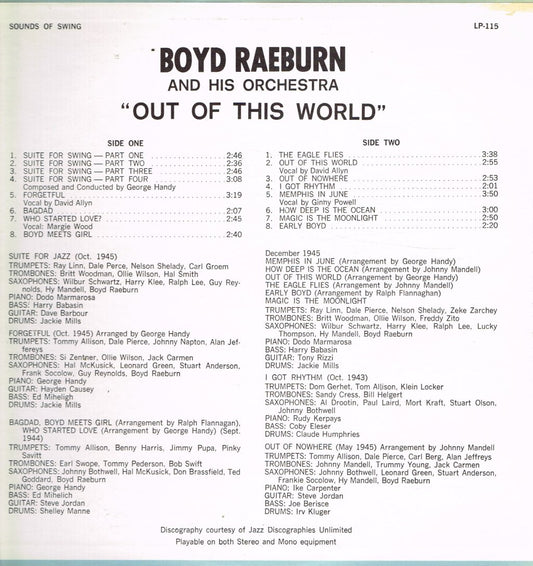 SOUNDS OF SWING
LP-115
BOYD RAEBURN
AND HIS ORCHESTRA
"OUT OF THIS WORLD"
SIDE ONE
1. SUITE FOR SWING — PART ONE 2:46
2. SUITE FOR SWING — PART TWO 2:36
3. SUITE FOR SWING — PART THREE 2:46
4. SUITE FOR SWING — PART FOUR 3:08
Composed and Conducted by George Handy
5. FORGETFUL 3:19
Vocal by David Allyn
6. BAGDAD 2:07
7. WHO STARTED LOVE? 2:45
Vocal: Margie Wood
8. BOYD MEETS GIRL 2:40
SIDE TWO
1. THE EAGLE FLIES 3:38
2. OUT OF THIS WORLD 2:55
Vocal by David Allyn
3. OUT OF NOWHERE 2:53
4. I GOT RHYTHM 2:01
5. MEMPHIS IN JUNE 3:50
Vocal by Ginny Powell
6. HOW DEEP IS THE OCEAN 3:00
7. MAGIC IS THE MOONLIGHT 2:50
8. EARLY BOYD 2:20
SUITE FOR JAZZ (Oct. 1945)
TRUMPETS: Ray Linn, Dale Pierce, Nelson Shelady, Carl Groem
TROMBONES: Britt Woodman, Ollie Wilson, Hal Smith
SAXOPHONES: Wilbur Schwartz, Harry Klee, Ralph Lee, Guy Rey-
nolds, Hy Mandell, Boyd Raeburn
PIANO: Dodo Marmarosa
BASS: Harry Babasin
GUITAR: Dave Barbour
DRUMS: Jackie Mills
FORGETFUL (Oct. 1945) Arranged by George Handy
TRUMPETS: Tommy Allison, Dale Pierce, Johnny Napton, Alan Jef-
fereys
TROMBONES: Si Zentner, Ollie Wilson, Jack Carmen
SAXOPHONES: Hal McKusick, Leonard Green, Stuart Anderson,
Frank Socolow, Guy Reynolds, Boyd Raeburn
PIANO: George Handy
GUITAR: Hayden Causey
BASS: Ed Miheligh
DRUMS: Jackie Mills
BAGDAD, BOYD MEETS GIRL (Arrangement by Ralph Flannagan),
WHO STARTED LOVE (Arrangement by George Handy) (Sept.
1944)
TRUMPETS: Tommy Allison, Benny Harris, Jimmy Pupa, Pinky
Savitt
TROMBONES: Earl Swope, Tommy Pederson, Bob Swift
SAXOPHONES: Johnny Bothwell, Hal McKusick, Don Brassfield, Ted
Goddard, Boyd Raeburn
PIANO: George Handy
BASS: Ed Mihelich
GUITAR: Steve Jordan
DRUMS: Shelley Manne
December 1945
MEMPHIS IN JUNE (Arrangement by George Handy)
HOW DEEP IS THE OCEAN (Arrangement by Johnny Mandell)
OUT OF THIS WORLD (Arrangement by George Handy)
THE EAGLE FLIES (Arrangement by Johnny Mandell)
EARLY BOYD (Arrangement by Ralph Flannaghan)
MAGIC IS THE MOONLIGHT
TRUMPETS: Ray Linn, Dale Pierce, Nelson Shelady, Zeke Zarchey
TROMBONES: Britt Woodman, Ollie Wilson, Freddy Zito
SAXOPHONES: Wilbur Schwartz, Harry Klee, Ralph Lee, Lucky
Thompson, Hy Mandell, Boyd Raeburn
PIANO: Dodo Marmarosa
BASS: Harry Babasin
GUITAR: Tony Rizzi
DRUMS: Jackie Mills
I GOT RHYTHM (Oct. 1943)
TRUMPETS: Don Gerhet, Tom Allison, Klein Locker
TROMBONES: Sandy Cress, Bill Helgert
SAXOPHONES: Al Drootin, Paul Laird, Mort Kraft, Stuart Olson,
Johnny Bothwell
PIANO: Rudy Kerpays
BASS: Coby Eleser
DRUMS: Claude Humphries
OUT OF NOWHERE (May 1945) Arrangement by Johnny Mandell
TRUMPETS: Tommy Allison, Dale Pierce, Carl Berg, Alan Jeffreys
TROMBONES: Johnny Mandell, Trummy Young, Jack Carmen
SAXOPHONES: Johnny Bothwell, Leonard Green, Stuart Anderson,
Frankie Socolow, Hy Mandell, Boyd Raeburn
PIANO: Ike Carpenter
GUITAR: Steve Jordan
BASS: Joe Berisce
DRUMS: Irv Kluger
Discography courtesy of Jazz Discographies Unlimited
Playable on both Stereo and Mono equipment